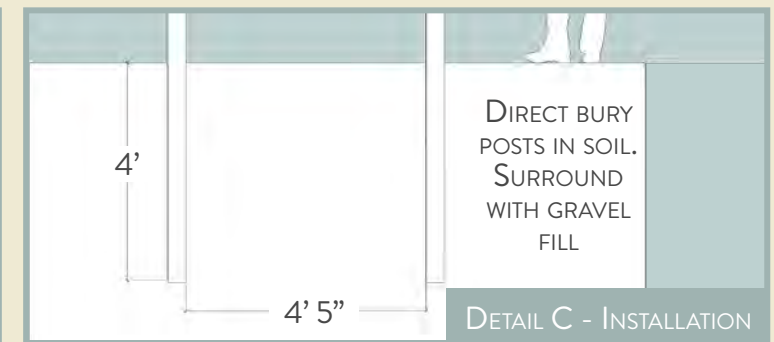 4’
DIRECT BURY
POSTS IN SOIL.
SURROUND
WITH GRAVEL
FILL
4’ 5”
DETAIL C - INSTALLATION